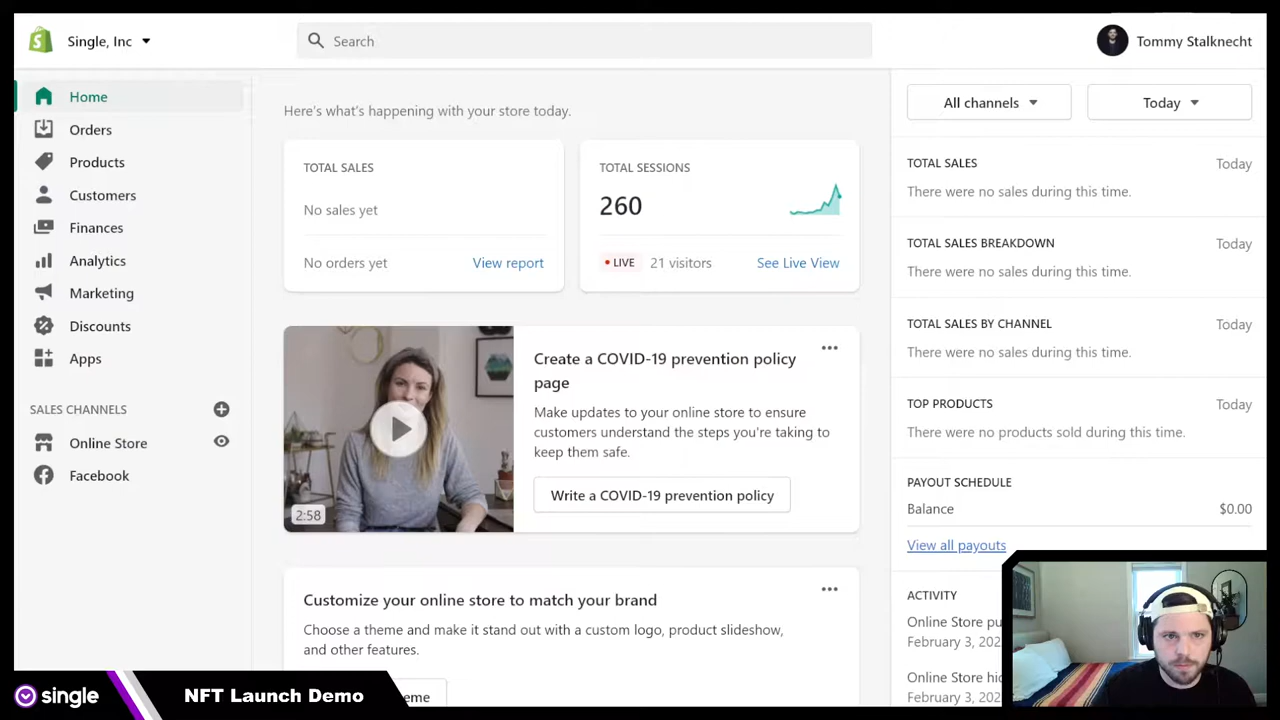 Single, Inc
Search
Tommy Stalknecht
Home
Orders
Products
Customers
Finances
Analytics
Marketing
Discounts
Apps
SALES CHANNELS
Online Store
Facebook
Here's what's happening with your store today.
TOTAL SALES
No sales yet
No orders yet
View report
TOTAL SESSIONS
260
LIVE
21 visitors
See Live View
2:58
Create a COVID-19 prevention policy
page
Make updates to your online store to ensure
customers understand the steps you're taking to
keep them safe.
Write a COVID-19 prevention policy
Customize your online store to match your brand
Choose a theme and make it stand out with a custom logo, product slideshow,
and other features.
All channels
Today
TOTAL SALES Today
There were no sales during this time.
TOTAL SALES BREAKDOWN Today
There were no sales during this time.
TOTAL SALES BY CHANNEL Today
There were no sales during this time.
TOP PRODUCTS Today
There were no products sold during this time.
PAYOUT SCHEDULE
Balance $0.00
View all payouts
ACTIVITY
Online Store
February 3,
Online Store
February 3,
single
NFT Launch Demo